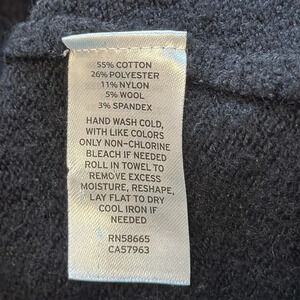 55% COTTON
26% POLYESTER
11% NYLON
5% WOOL
3% SPANDEX
HAND WASH COLD,
WITH LIKE COLORS
ONLY NON-CHLORINE
BLEACH IF NEEDED
ROLL IN TOWEL TO
REMOVE EXCESS
MOISTURE, RESHAPE,
LAY FLAT TO DRY
COOL IRON IF
NEEDED
RN58665
CA57963